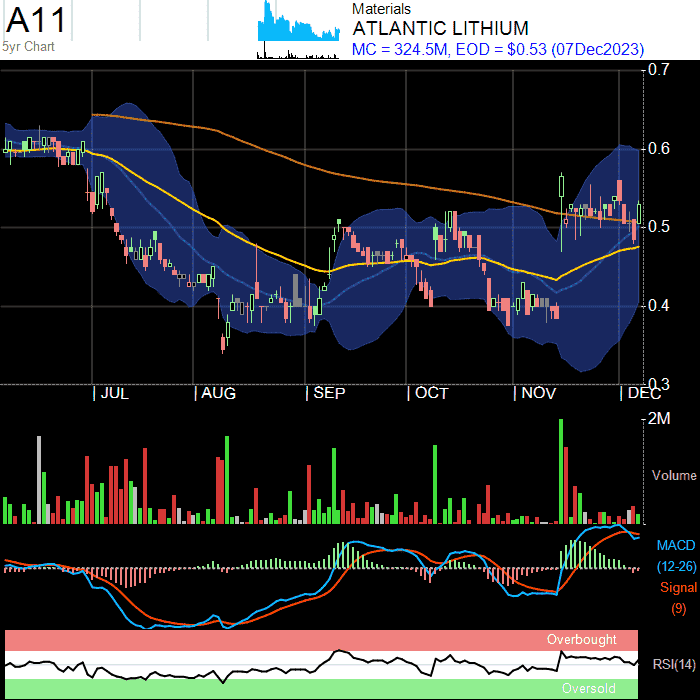 A11
5yr Chart
Materials
ATLANTIC LITHIUM
MC = 324.5M, EOD = $0.53 (07Dec2023)
0.7
0.6
0.5
0.4
0.3
JUL AUG SEP OCT NOV DEC
2M
Volume
MACD
(12-26)
Signal
(9)
Overbought
RSI(14)
Oversold